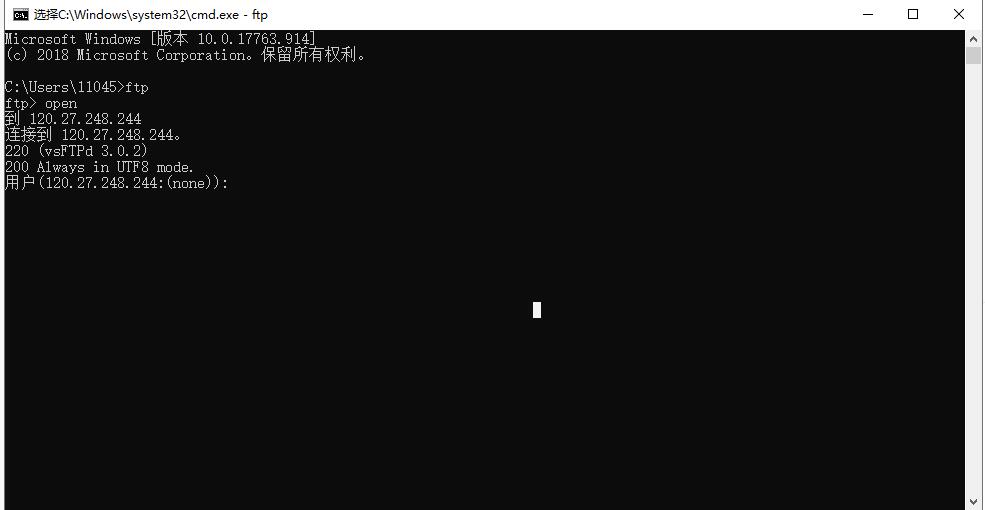 选择C:\Windows\system32\cmd.exe - ftp
Microsoft Windows [版本 10.0.17763.914]
(c) 2018 Microsoft Corporation。保留所有权利。
C:\Users\11045>ftp
ftp> open
到 120.27.248.244
连接到 120.27.248.244。
220 (vsFTPd 3.0.2)
200 Always in UTF8 mode.
用户(120.27.248.244:(none)):